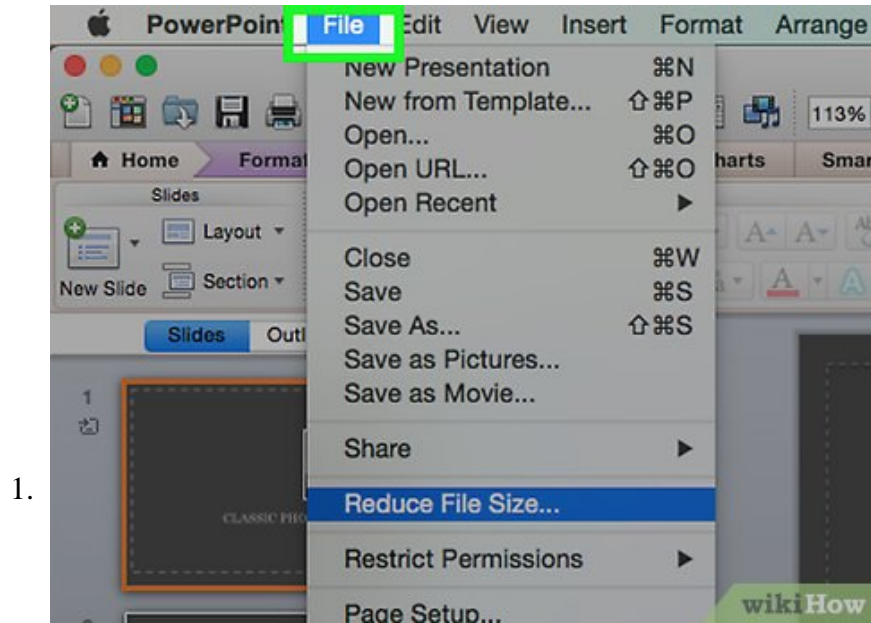 PowerPoint File Edit View Insert Format Arrange
New Presentation ⌘N
New from Template... ⇧⌘P
113%
Open... ⌘O
Home
Open URL... ⇧⌘O
Slides
Open Recent ▶
Layout
Close ⌘W
New Slide Section
Save ⌘S
Slides
Save As... ⇧⌘S
Save as Pictures...
1
Save as Movie...
Share ▶
1.
Reduce File Size...
CLASSIC
Restrict Permissions ▶
Page Setup...
wikiHow